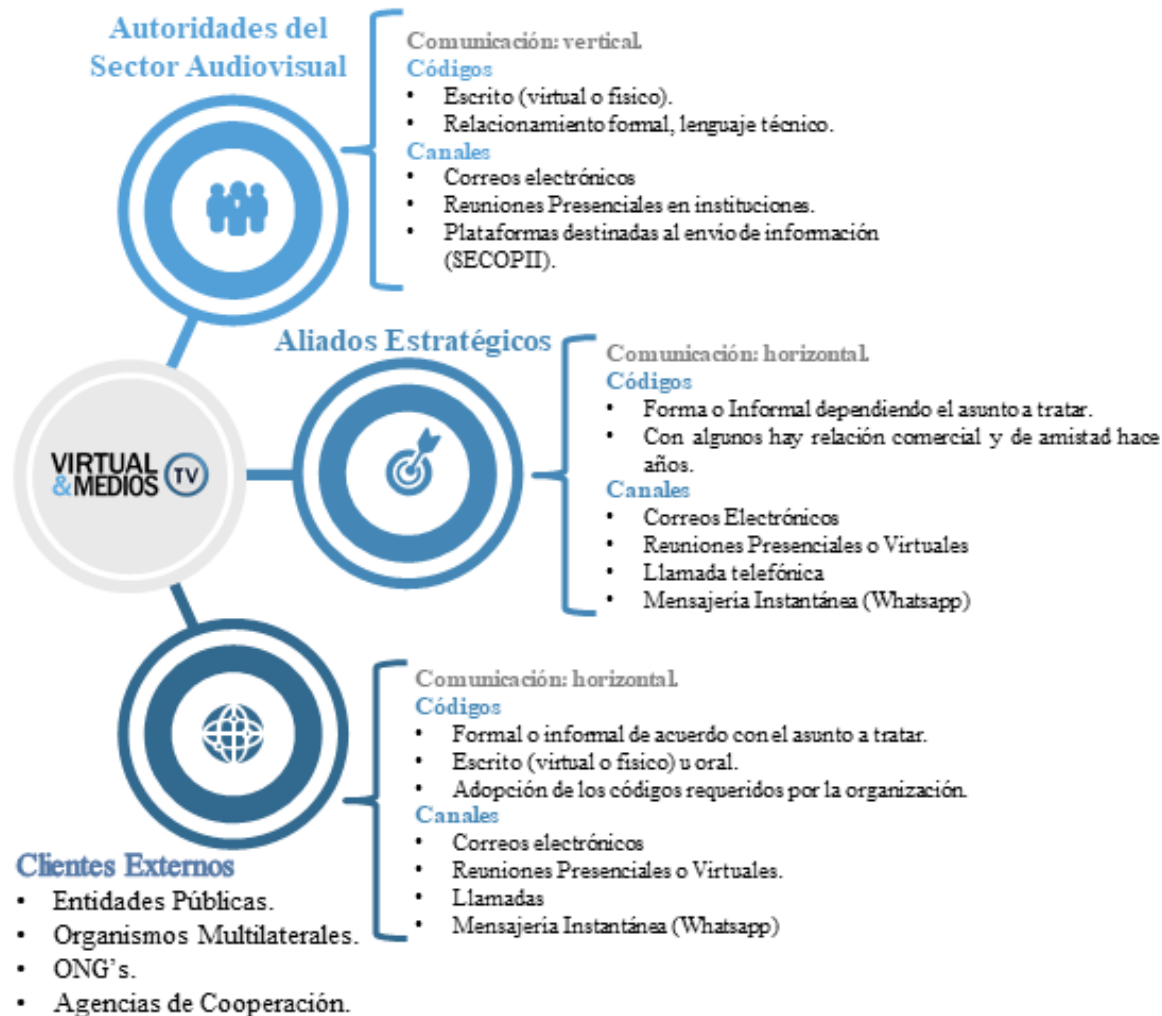 Autoridades del
Sector Audiovisual
Comunicación: vertical.
Códigos
• Escrito (virtual o fisico).
• Relacionamiento formal, lenguaje técnico.
Canales
• Correos electrónicos
• Reuniones Presenciales en instituciones.
• Plataformas destinadas al envio de información
(SECOPII).
Aliados Estratégicos
Comunicación: horizontal.
Códigos
• Forma o Informal dependiendo el asunto a tratar.
• Con algunos hay relación comercial y de amistad hace
años.
Canales
• Correos Electrónicos
• Reuniones Presenciales o Virtuales
• Llamada telefónica
• Mensajería Instantánea (Whatsapp)
VIRTUAL
&MEDIOS TV
Comunicación: horizontal.
Códigos
• Formal o informal de acuerdo con el asunto a tratar.
• Escrito (virtual o fisico) u oral.
• Adopción de los códigos requeridos por la organización.
Canales
• Correos electrónicos
• Reuniones Presenciales o Virtuales.
• Llamadas
• Mensajería Instantánea (Whatsapp)
Clientes Externos
• Entidades Públicas.
• Organismos Multilaterales.
• ONG’s.
• Agencias de Cooperación.